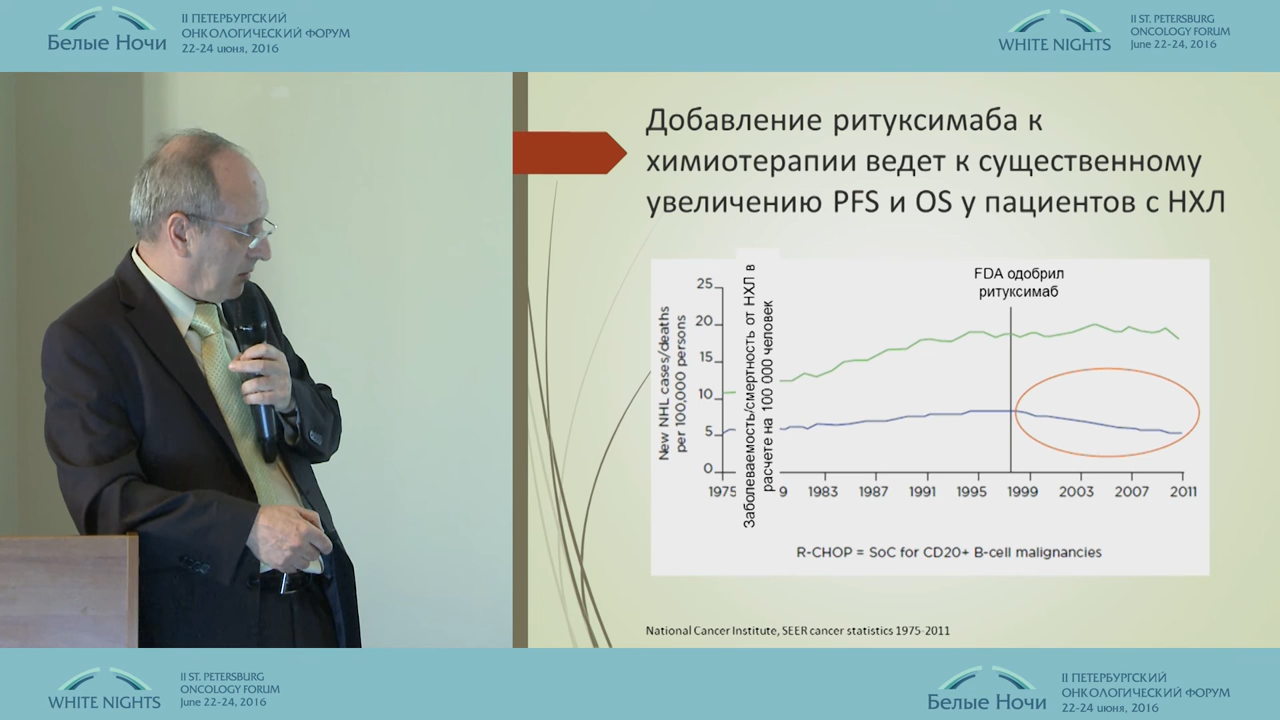 Белые Ночи
II ПЕТЕРБУРГСКИЙ
ОНКОЛОГИЧЕСКИЙ ФОРУМ
22-24 июня, 2016
WHITE NIGHTS
II ST. PETERSBURG
ONCOLOGY FORUM
June 22-24, 2016
Добавление ритуксимаба к
химиотерапии ведет к существенному
увеличению PFS и OS у пациентов с НХЛ
New NHL cases/deaths
per 100,000 persons
25
20
15
10
5
0
Заболеваемость/смертность от НХЛ в
расчете на 100 000 человек
FDA одобрил
ритуксимаб
1975 9 1983 1987 1991 1995 1999 2003 2007 2011
R-CHOP = SoC for CD20+ B-cell malignancies
National Cancer Institute, SEER cancer statistics 1975-2011
WHITE NIGHTS
II ST. PETERSBURG
ONCOLOGY FORUM
June 22-24, 2016
Белые Ночи
II ПЕТЕРБУРГСКИЙ
ОНКОЛОГИЧЕСКИЙ ФОРУМ
22-24 июня, 2016